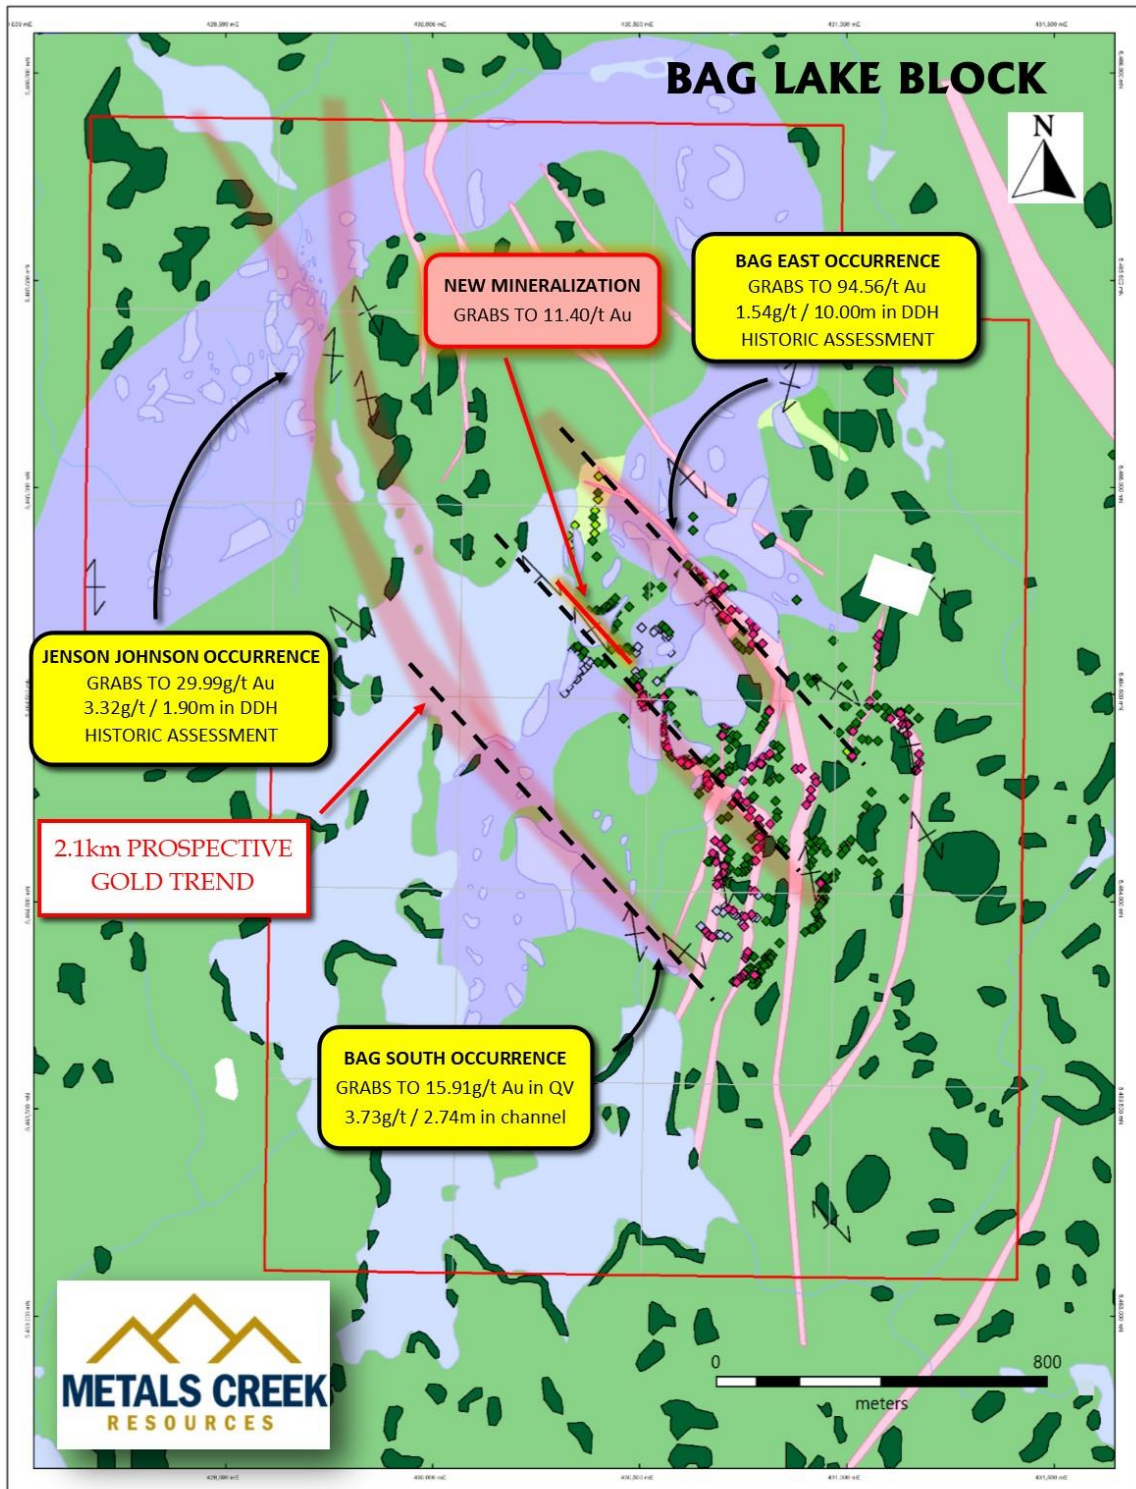 BAG LAKE BLOCK
N
BAG EAST OCCURRENCE
GRABS TO 94.56/t Au
1.54g/t / 10.00m in DDH
HISTORIC ASSESSMENT
NEW MINERALIZATION
GRABS TO 11.40/t Au
JENSON JOHNSON OCCURRENCE
GRABS TO 29.99g/t Au
3.32g/t / 1.90m in DDH
HISTORIC ASSESSMENT
2.1km PROSPECTIVE
GOLD TREND
BAG SOUTH OCCURRENCE
GRABS TO 15.91g/t Au in QV
3.73g/t / 2.74m in channel
METALS CREEK
RESOURCES
0 800
meters